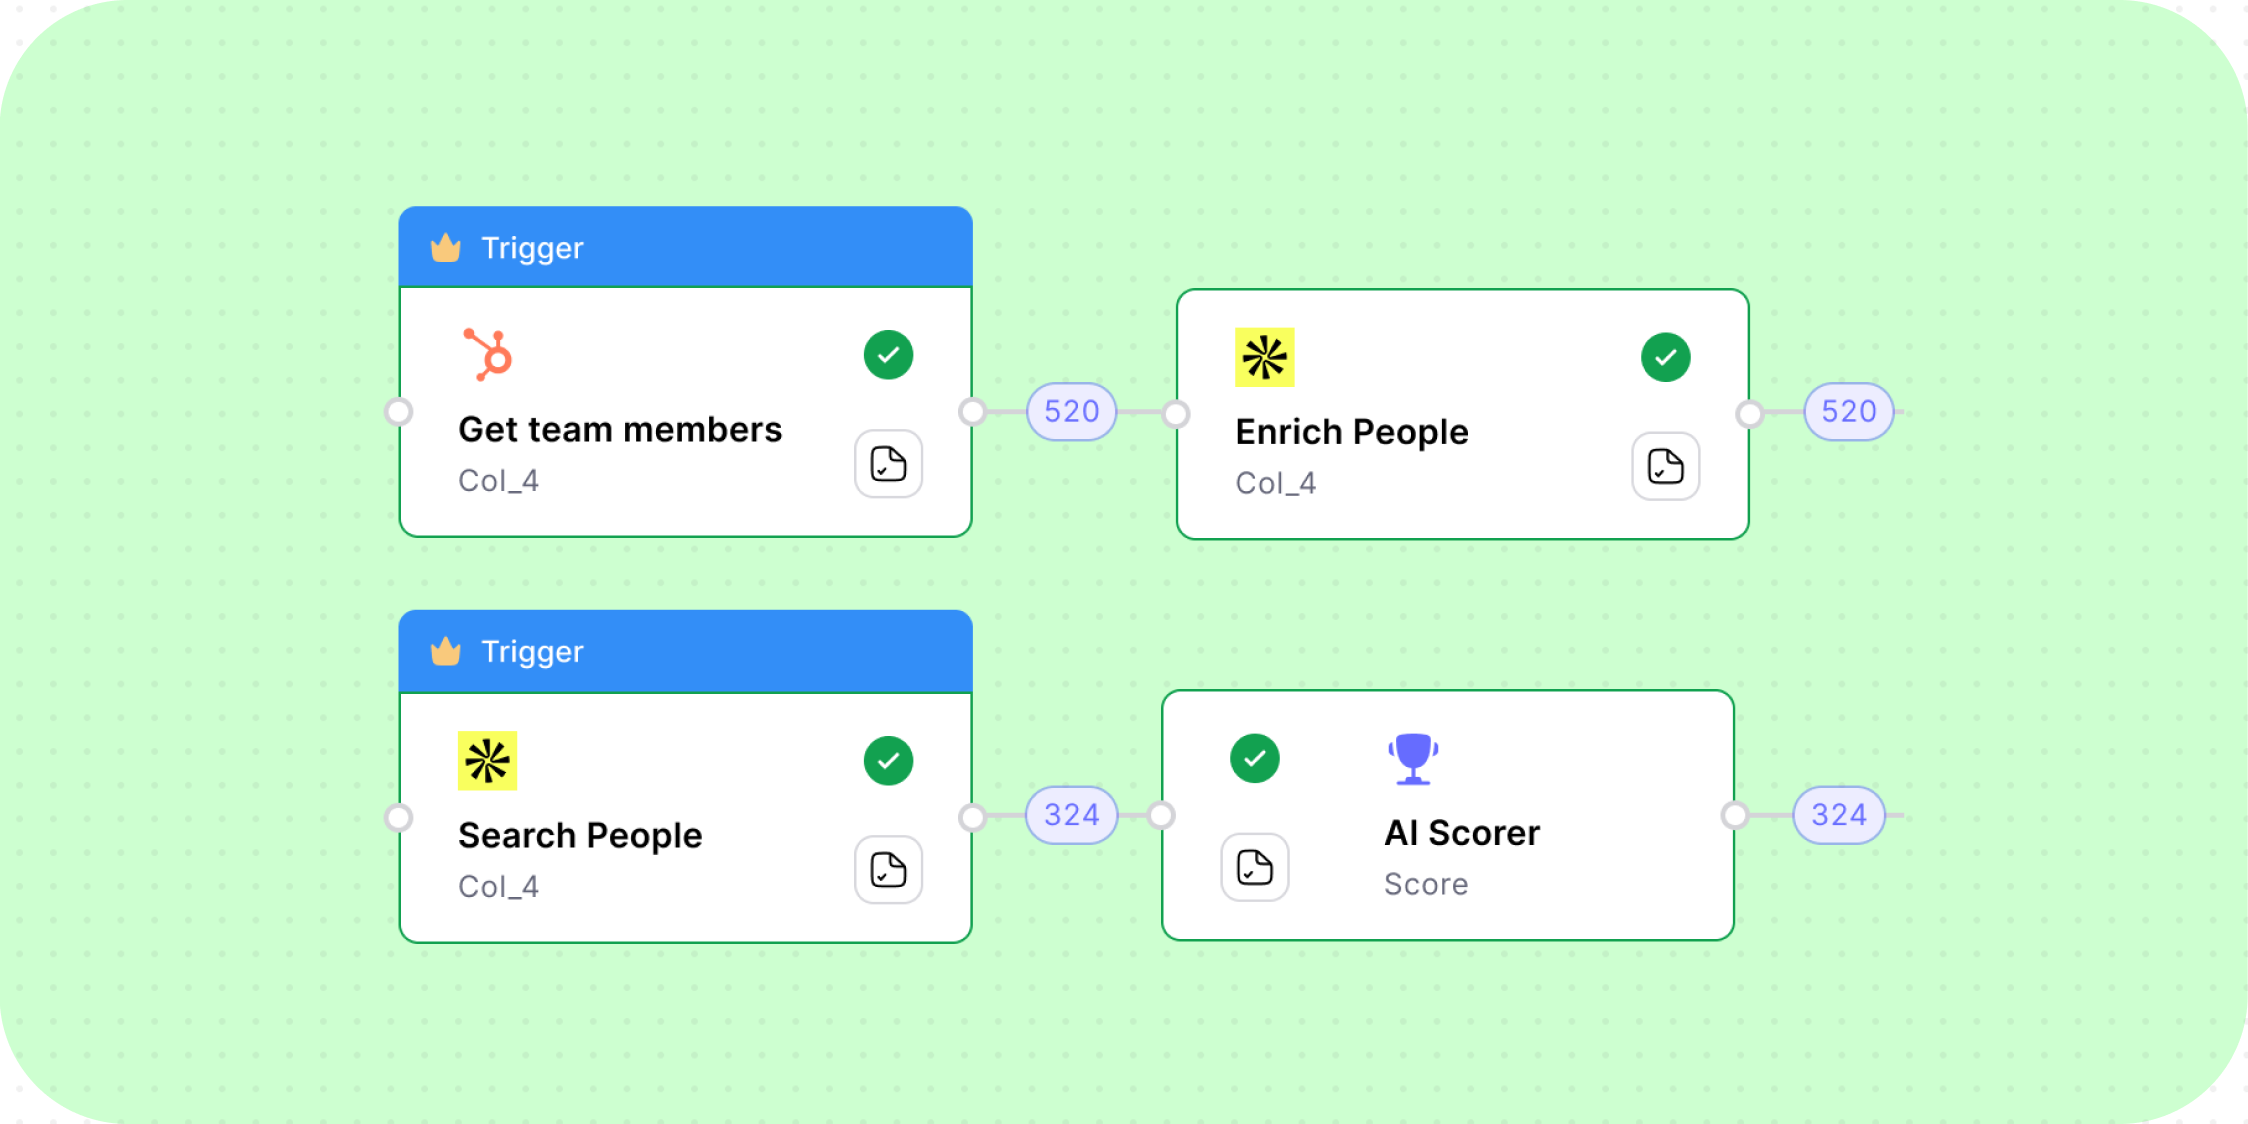 Trigger
Get team members
Col_4
520
Enrich People
Col_4
520
Trigger
Search People
Col_4
324
AI Scorer
Score
324